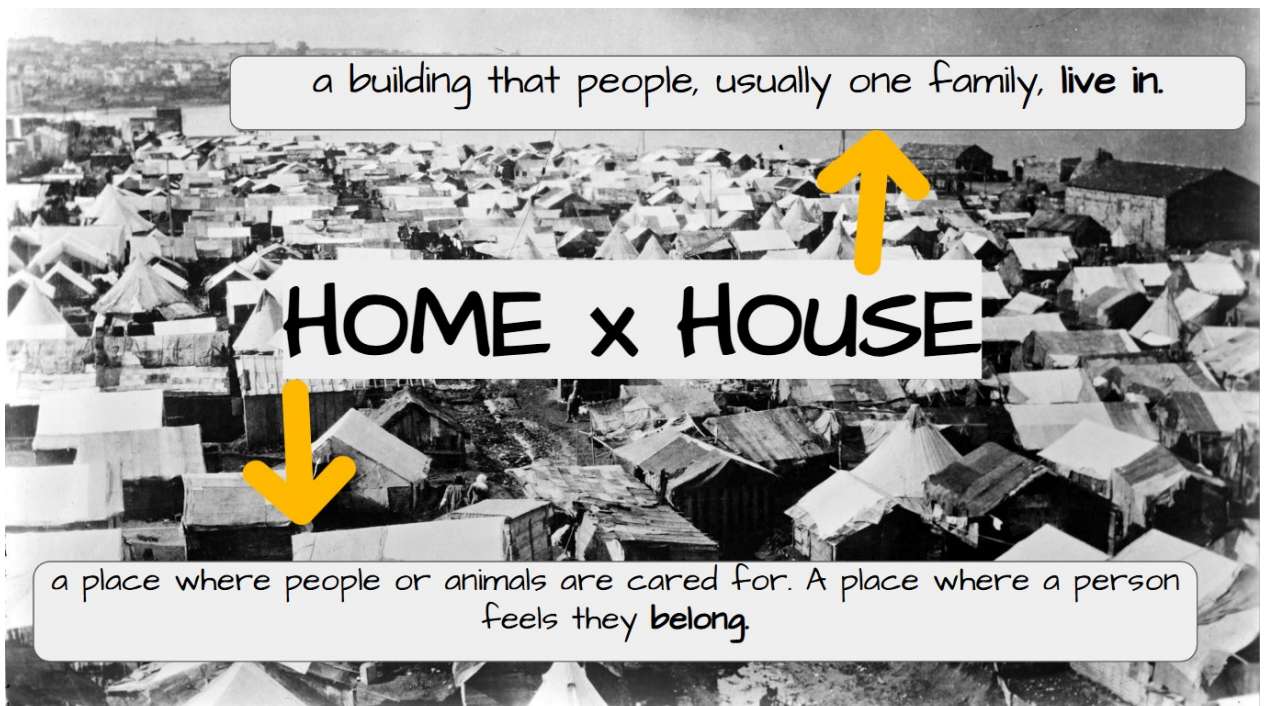 a building that people, usually one family, live in.
HOME x HOUSE
a place where people or animals are cared for. A place where a person
feels they belong.